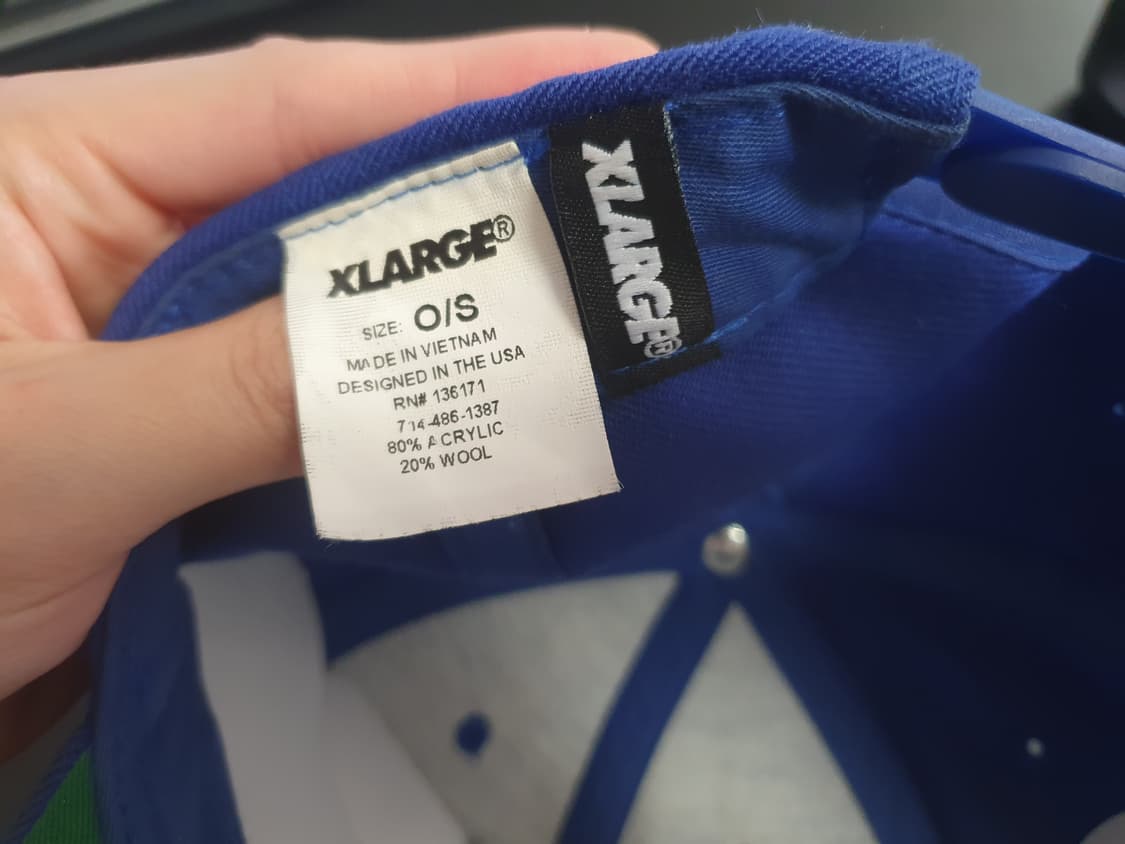 XLARGE®
SIZE: O/S
MADE IN VIETNAM
DESIGNED IN THE USA
RN# 136171
714-486-1387
80% ACRYLIC
20% WOOL
XLARGE®